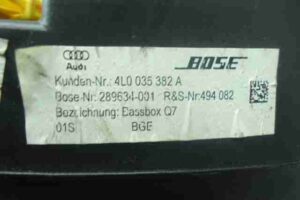 Audi BOSE
Kunden-Nr.: 4L0 035 382 A
Bose-Nr: 289634-001 R&S-Nr:494 082
Bezeichnung: Bassbox Q7
01S BGE